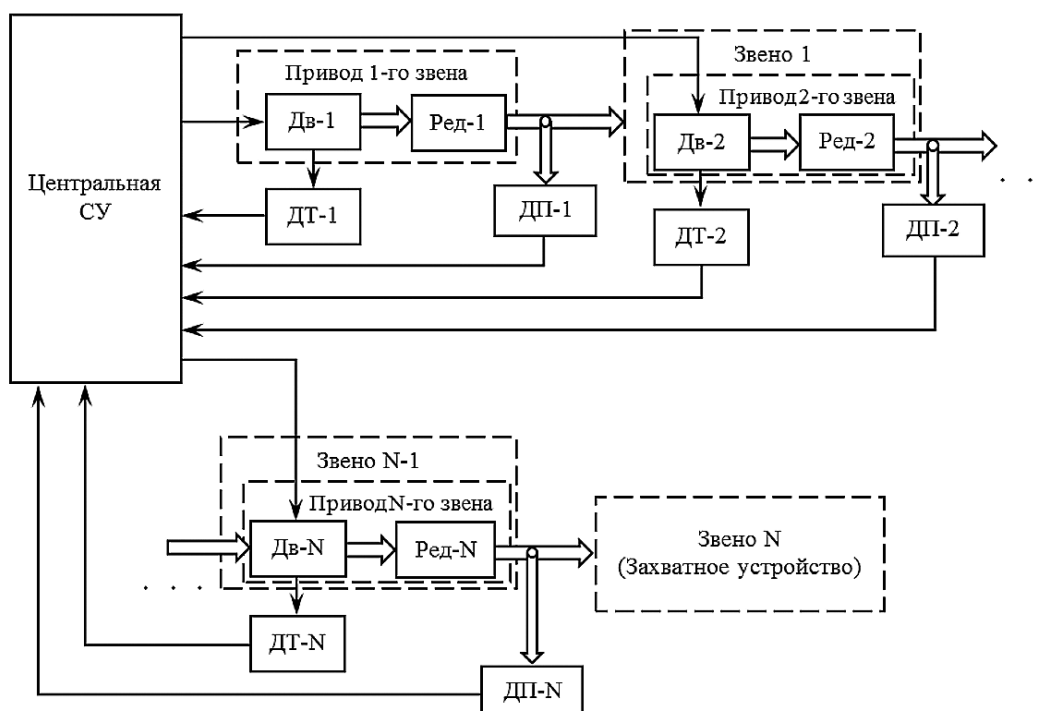 Центральная
СУ
Привод 1-го звена
Дв-1
Ред-1
ДТ-1
ДП-1
Звено 1
Привод2-го звена
Дв-2
Ред-2
ДТ-2
ДП-2
. .
Звено N-1
ПриводN-го звена
Дв-N
Ред-N
. . .
ДТ-N
ДП-N
Звено N
(Захватное устройство)